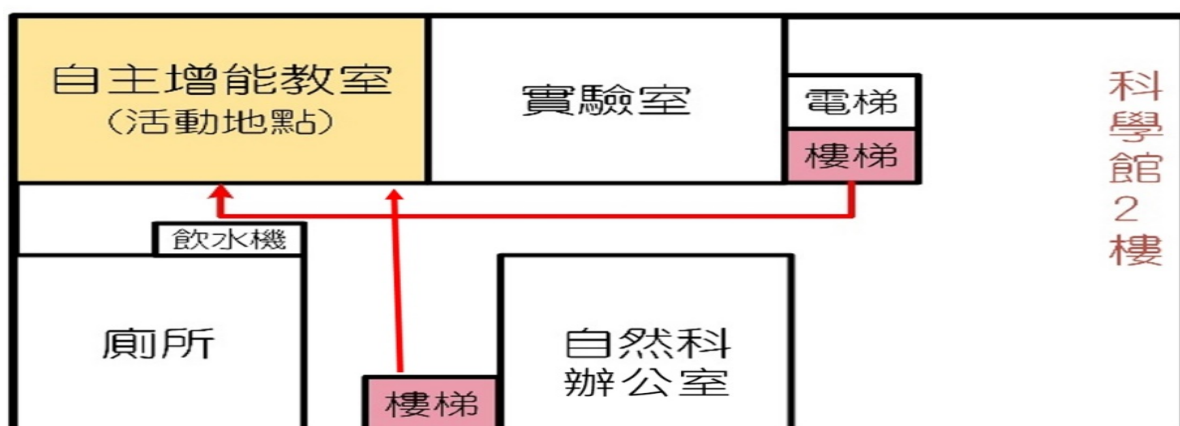 自主增能教室
(活動地點)
實驗室
電梯
樓梯
科學館2樓
飲水機
廁所
樓梯
自然科
辦公室